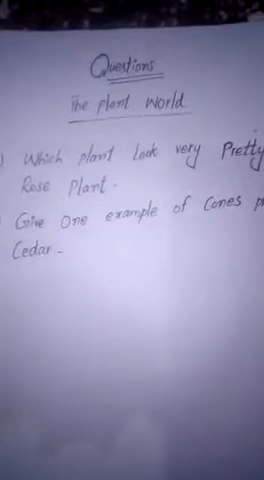 Questions
The plant World
) Which plant look very Pretty
Rose Plant.
Give One example of Cones
Cedar.